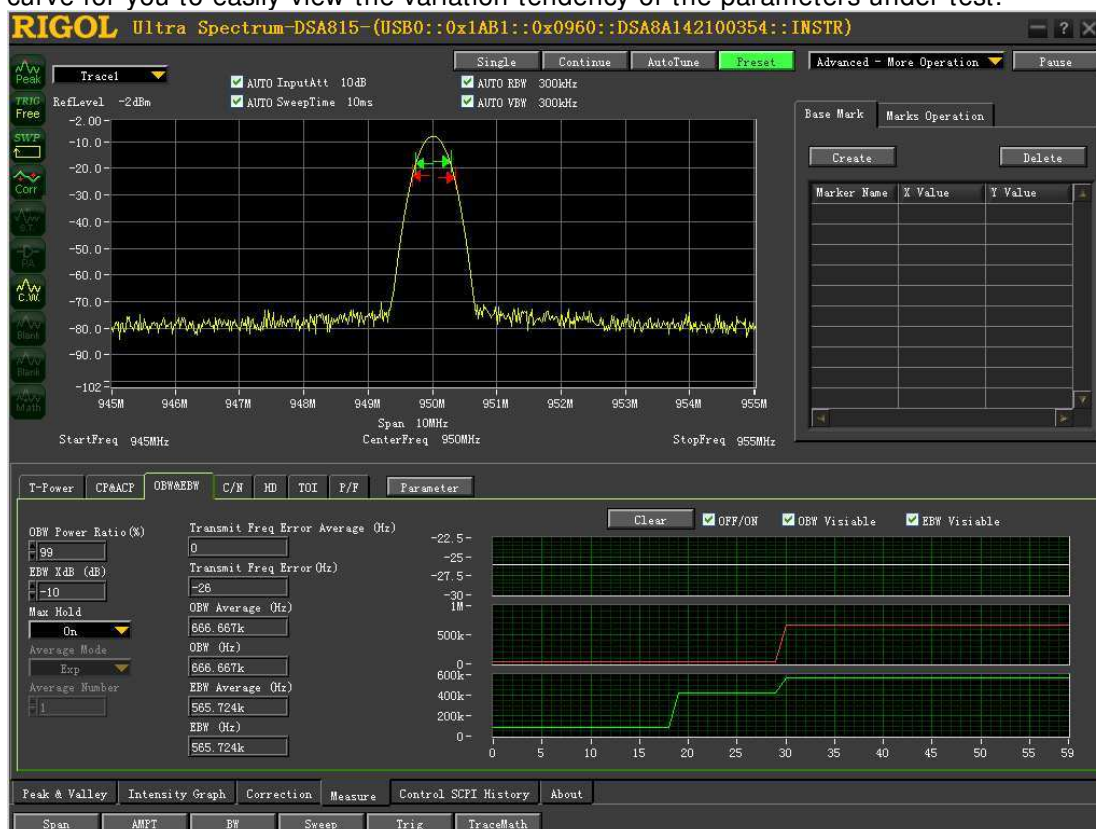 curve for you to easily view the variation tendency of the parameters under test.
RIGOL Ultra Spectrum-DSA815-(USB0::0x1AB1::0x0960::DSA8A142100354::INSTR)
Single Continue AutoTune Preset Advanced - More Operation Pause
Peak
Trace1
AUTO InputAtt 10dB
AUTO RBW 300kHz
TRIG
Free
RefLevel -2dBm
AUTO SweepTime 10ms
AUTO VBW 300kHz
Base Mark Marks Operation
-2.00
-10.0
SWP
Create Delete
-20.0
Corr
Marker Name X Value Y Value
-30.0
-40.0
S.T.
-50.0
PA
-60.0
C.W.
-70.0
-80.0
Blank
-90.0
Blank
-102
Math
945M 946M 947M 948M 949M 950M 951M 952M 953M 954M 955M
Span 10MHz
StartFreq 945MHz CenterFreq 950MHz StopFreq 955MHz
T-Power CP&ACP OBW&EBW C/N HD TOI P/F Parameter
Clear OFF/ON OBW Visiable EBW Visiable
OBW Power Ratio(%)
99
EBW XdB (dB)
-10
Max Hold
On
Average Mode
Exp
Average Number
1
Transmit Freq Error Average (Hz)
0
Transmit Freq Error(Hz)
-26
OBW Average (Hz)
666.667k
OBW (Hz)
666.667k
EBW Average (Hz)
565.724k
EBW (Hz)
565.724k
-22.5
-25
-27.5
-30
1M
500k
0
600k
400k
200k
0
0 5 10 15 20 25 30 35 40 45 50 55 59
Peak & Valley Intensity Graph Correction Measure Control SCPI History About
Span AMPT BW Sweep Trig TraceMath